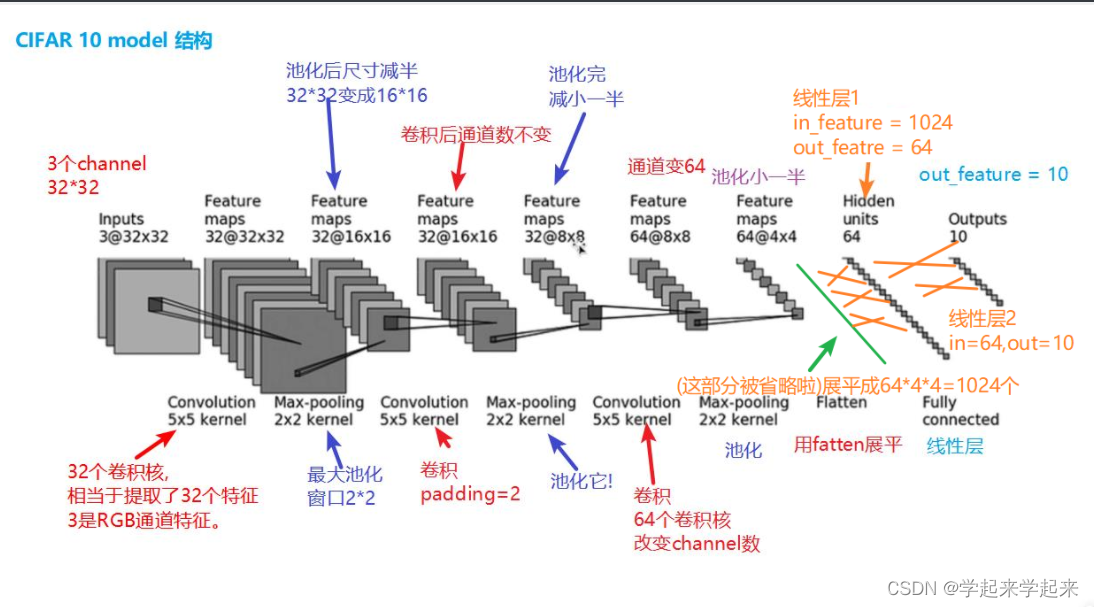 CIFAR 10 model 结构
池化后尺寸减半
32*32变成16*16
池化完
减小一半
线性层1
in_feature = 1024
out_featre = 64
卷积后通道数不变
3个channel
32*32
通道变64
池化小一半
out_feature = 10
Inputs
3@32x32
Feature
maps
32@32x32
Feature
maps
32@16x16
Feature
maps
32@16x16
Feature
maps
32@8x8
Feature
maps
64@8x8
Feature
maps
64@4x4
Hidden
units
64
Outputs
10
线性层2
in=64,out=10
(这部分被省略啦)展平成64*4*4=1024个
Convolution
5x5 kernel
Max-pooling
2x2 kernel
Convolution
5x5 kernel
Max-pooling
2x2 kernel
Convolution
5x5 kernel
Max-pooling
2x2 kernel
Flatten
Fully
connected
池化
用fatten展平
线性层
32个卷积核,
相当于提取了32个特征
3是RGB通道特征。
最大池化
窗口2*2
卷积
padding=2
池化它!
卷积
64个卷积核
改变channel数
CSDN @学起来学起来